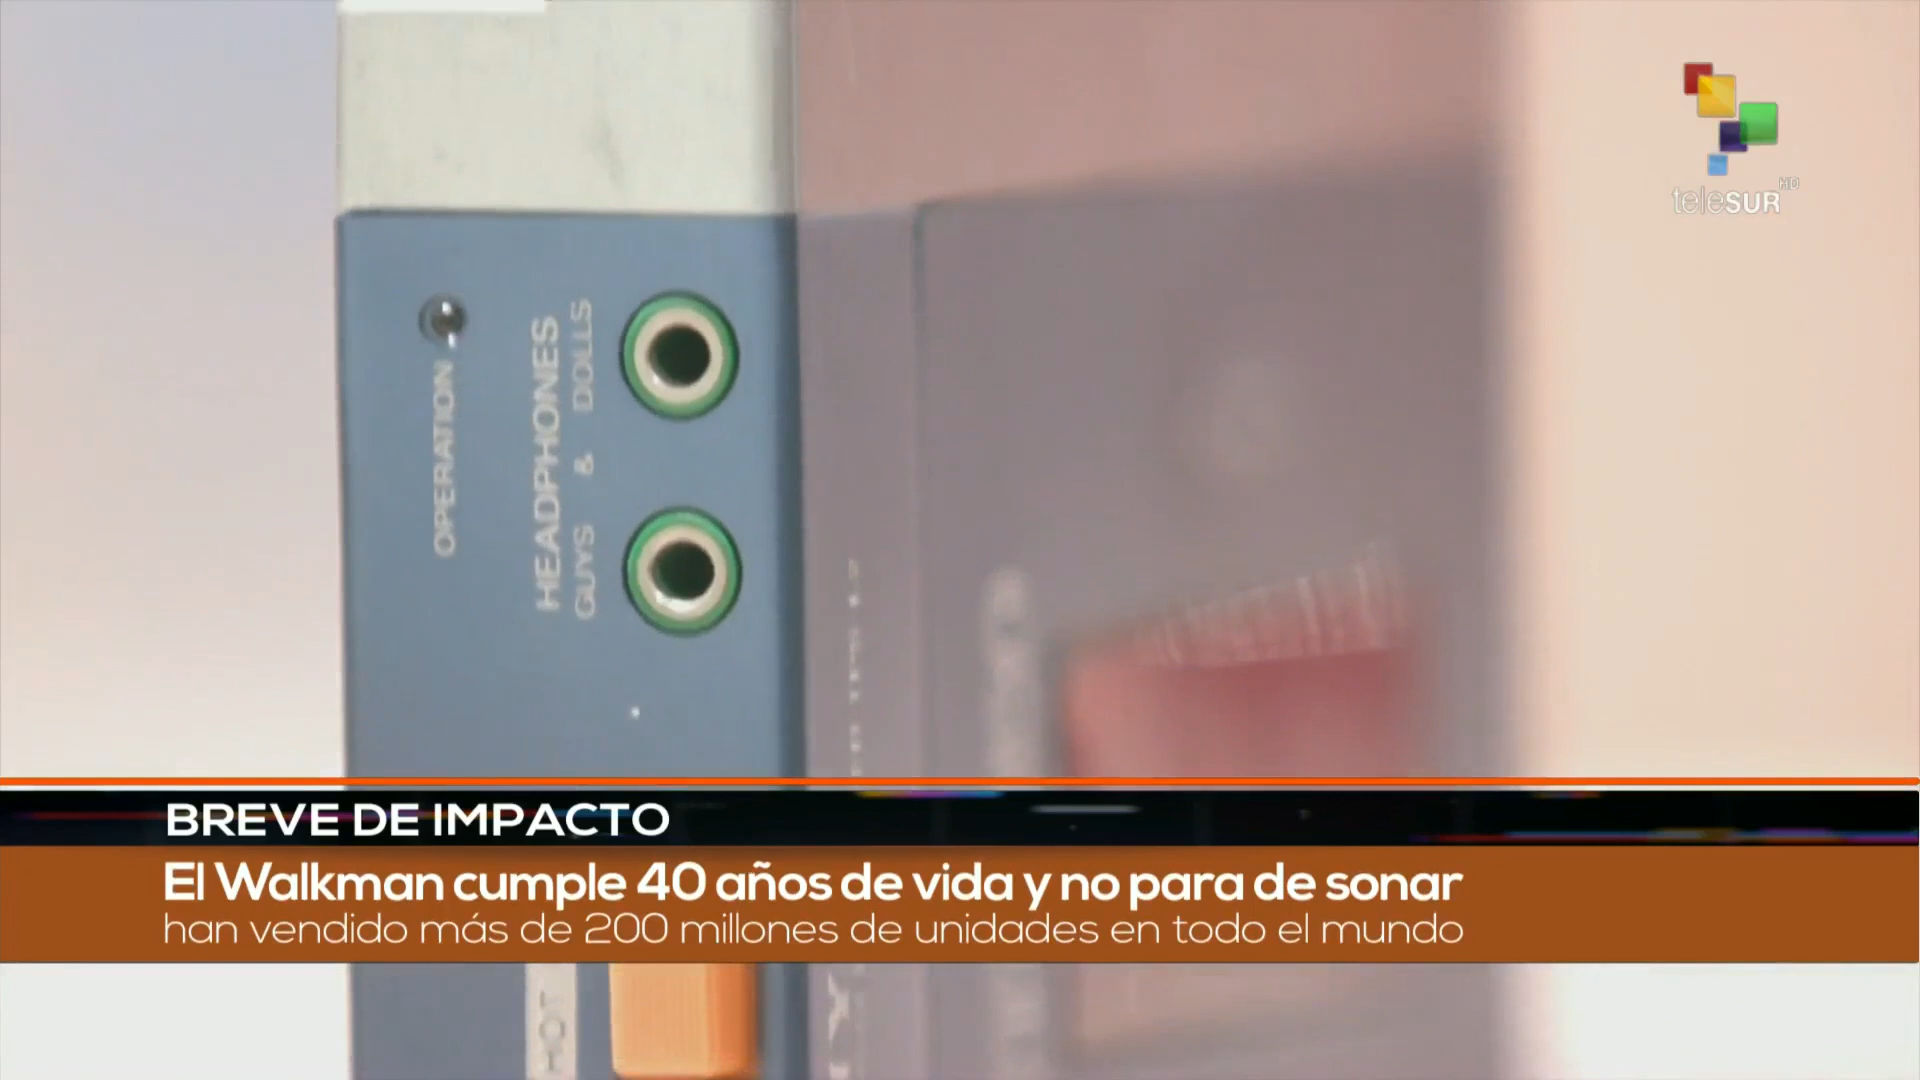 teleSUR HD
OPERATION
HEADPHONES
GUYS & DOLLS
BREVE DE IMPACTO
El Walkman cumple 40 años de vida y no para de sonar
han vendido más de 200 millones de unidades en todo el mundo
HOT